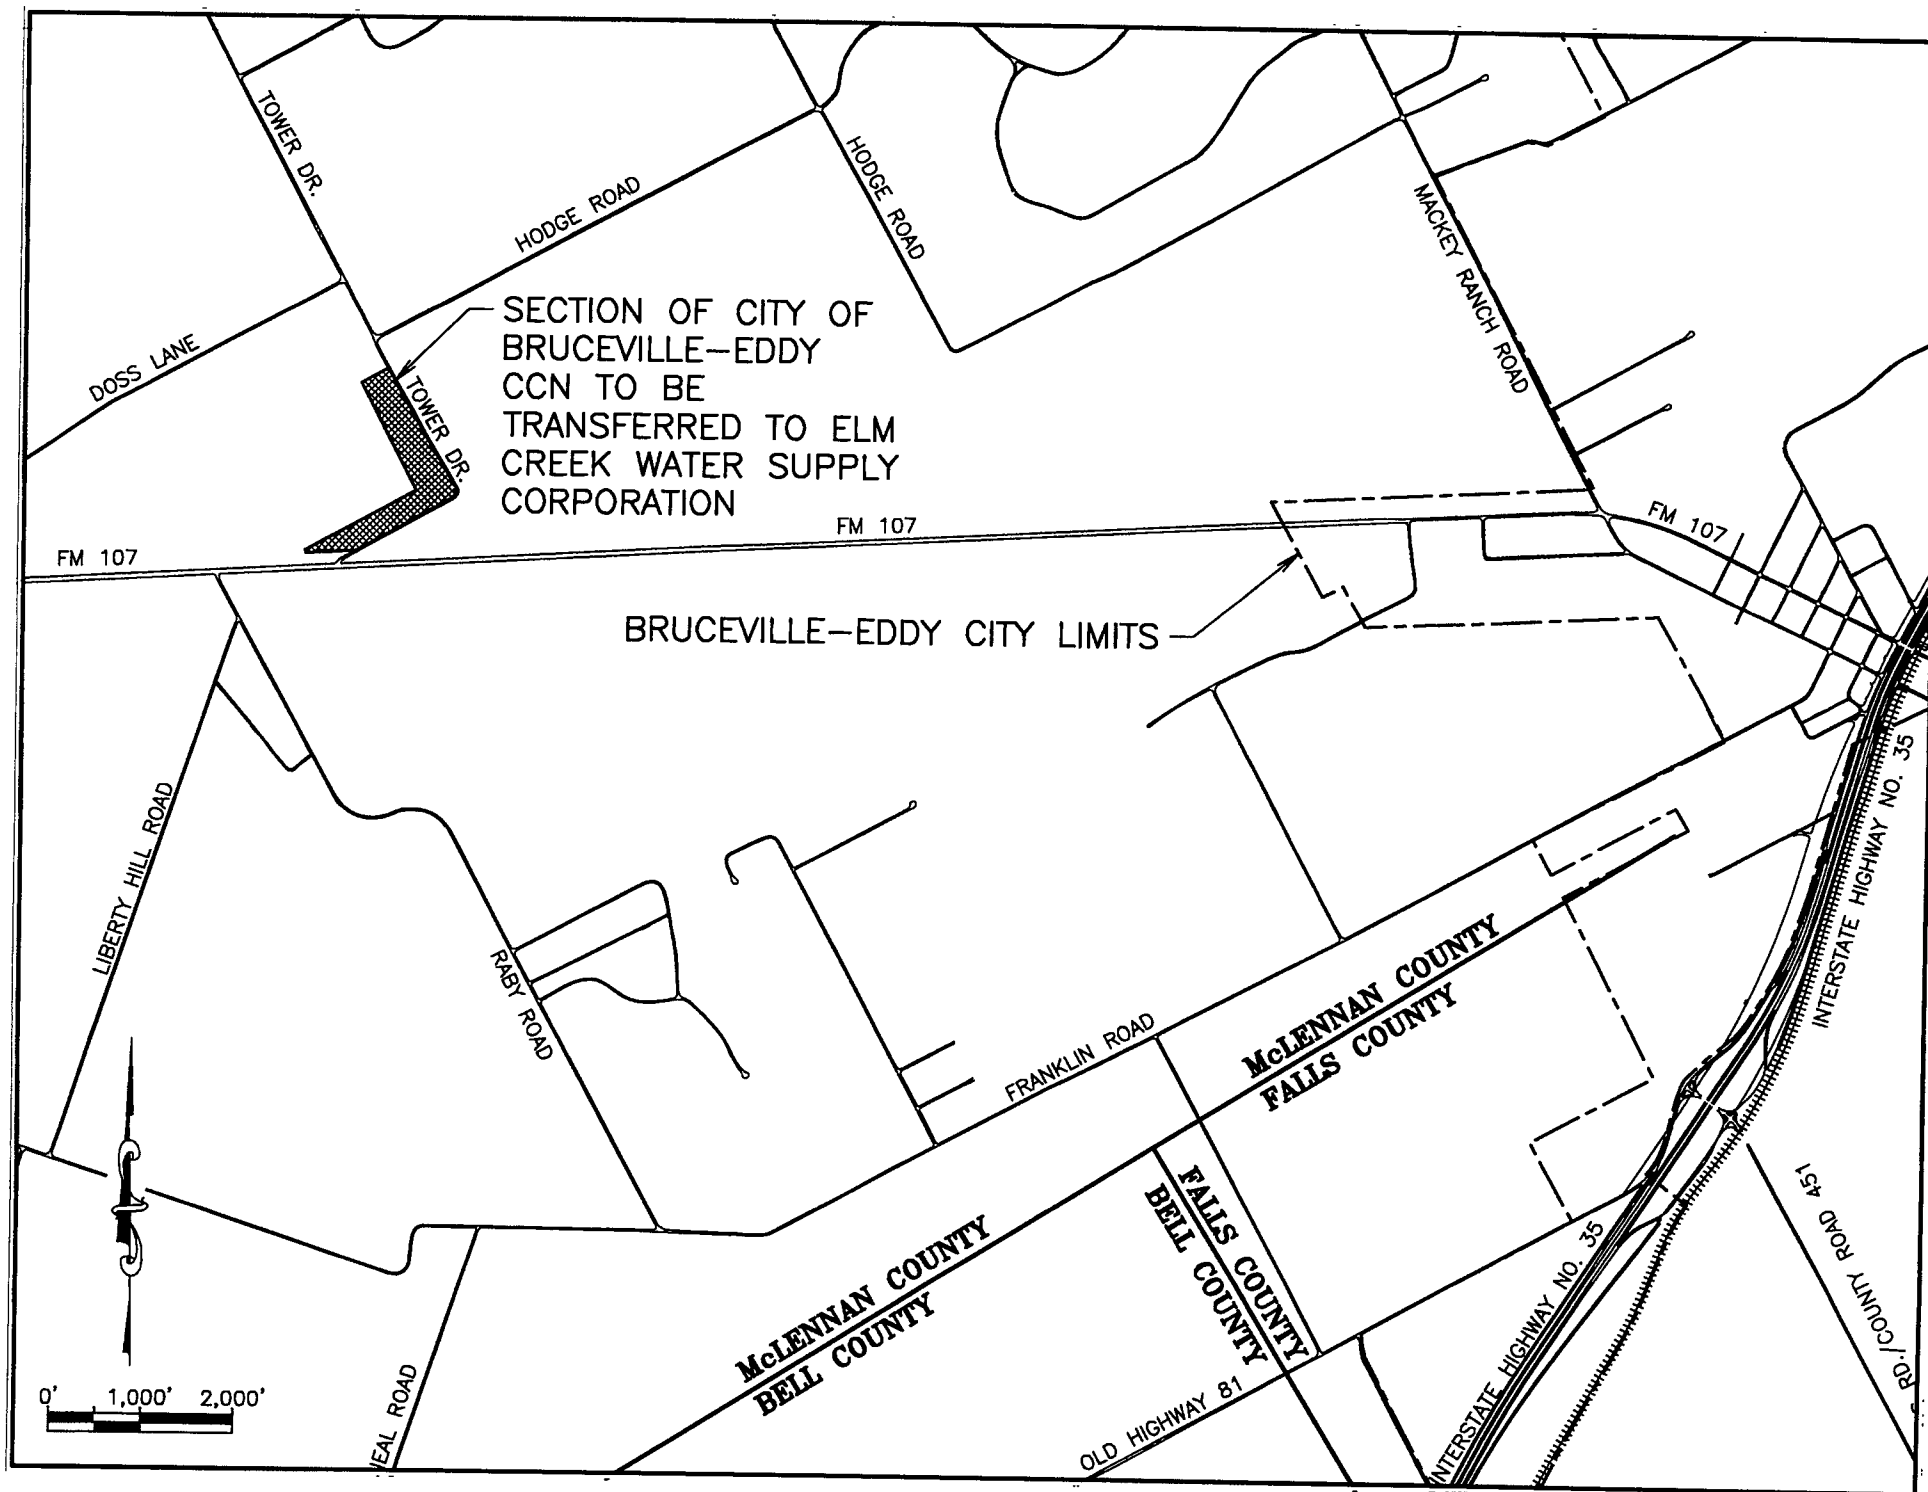 TOWER DR.
HODGE ROAD
HODGE ROAD
MACKEY RANCH ROAD
DOSS LANE
SECTION OF CITY OF
BRUCEVILLE-EDDY
CCN TO BE
TRANSFERRED TO ELM
CREEK WATER SUPPLY
CORPORATION
TOWER DR.
FM 107
FM 107
FM 107
BRUCEVILLE-EDDY CITY LIMITS
LIBERTY HILL ROAD
RABY ROAD
INTERSTATE HIGHWAY NO. 35
FRANKLIN ROAD
McLENNAN COUNTY
FALLS COUNTY
FALLS COUNTY
BELL COUNTY
McLENNAN COUNTY
BELL COUNTY
OLD HIGHWAY 81
INTERSTATE HIGHWAY NO. 35
RD./COUNTY ROAD 451
EAL ROAD
0' 1,000' 2,000'